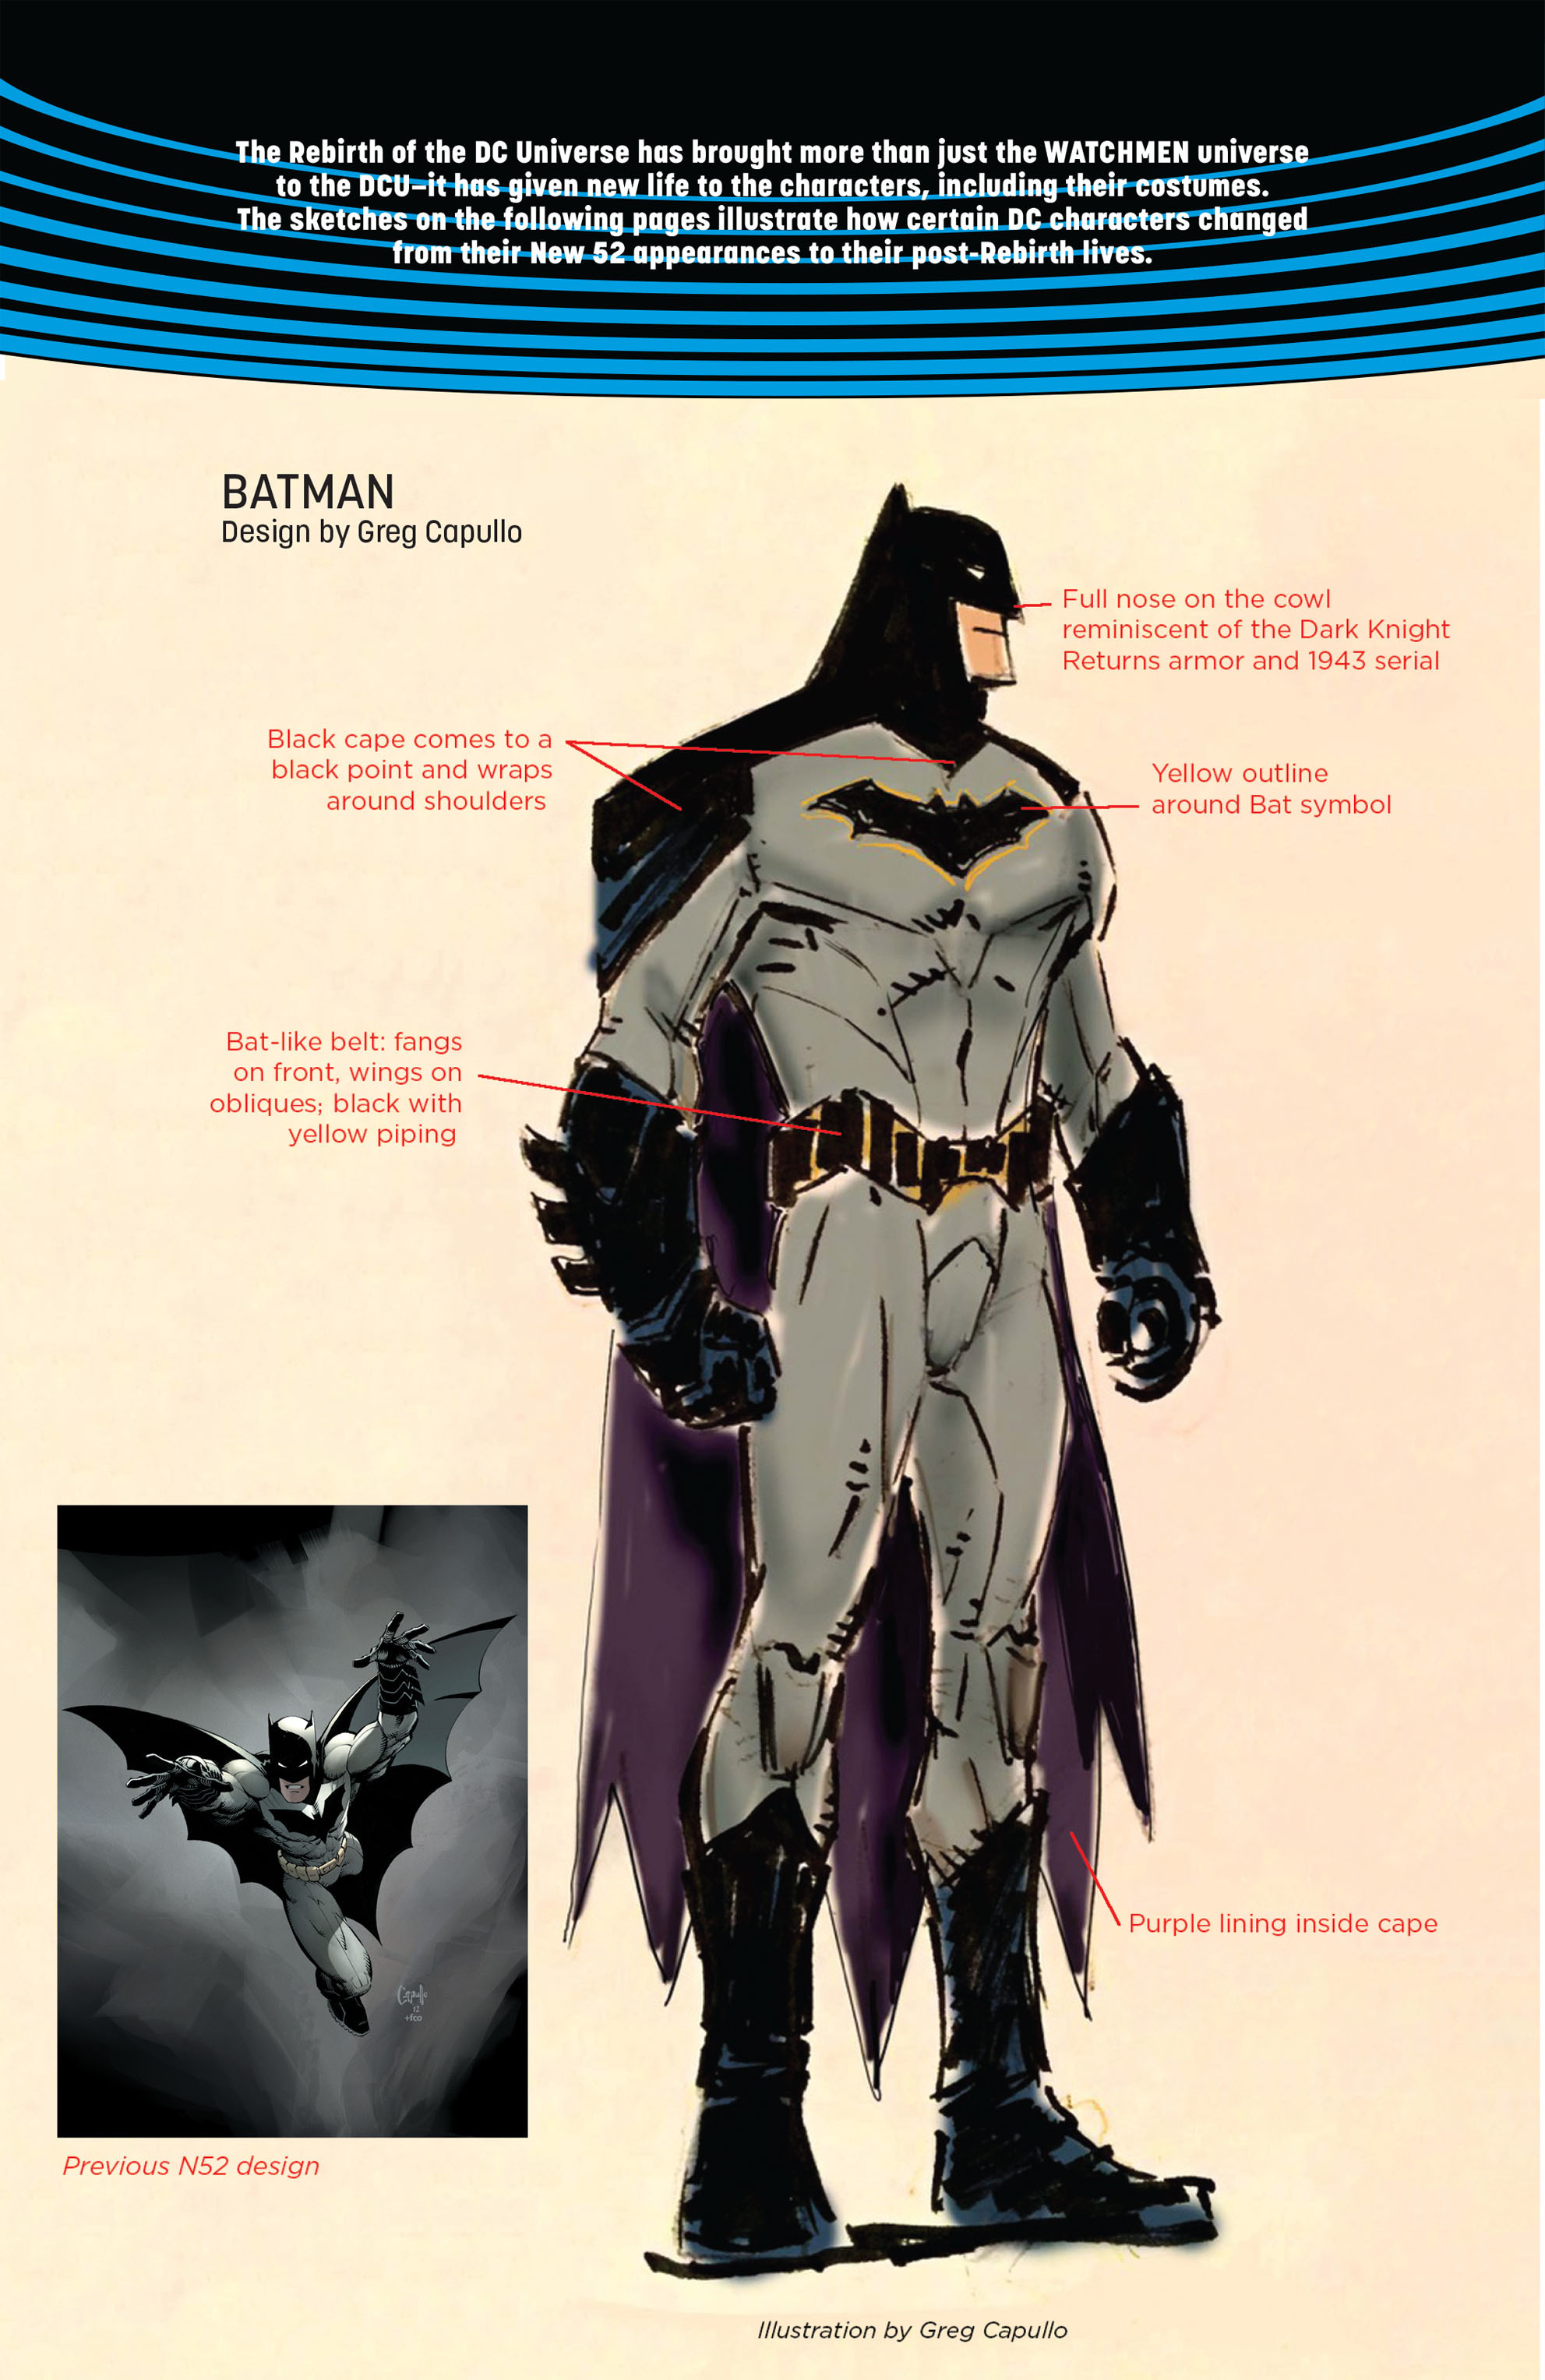 The Rebirth of the DC Universe has brought more than just the WATCHMEN universe
to the DCU—it has given new life to the characters, including their costumes.
The sketches on the following pages illustrate how certain DC characters changed
from their New 52 appearances to their post-Rebirth lives.
BATMAN
Design by Greg Capullo
Full nose on the cowl
reminiscent of the Dark Knight
Returns armor and 1943 serial
Black cape comes to a
black point and wraps
around shoulders
Yellow outline
around Bat symbol
Bat-like belt: fangs
on front, wings on
obliques; black with
yellow piping
Capullo
12
+fco
Purple lining inside cape
Previous N52 design
Illustration by Greg Capullo